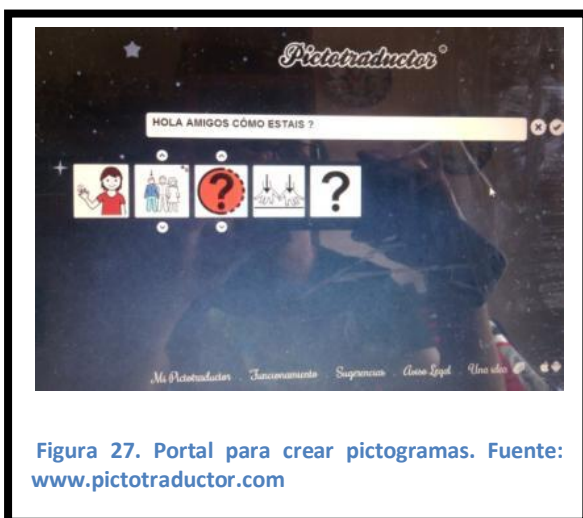 Pictotraductor
HOLA AMIGOS CÓMO ESTAIS ?
?
?
Mi Pictotraductor . Funcionamiento . Sugerencias . Aviso Legal . Una idea
Figura 27. Portal para crear pictogramas. Fuente:
www.pictotraductor.com